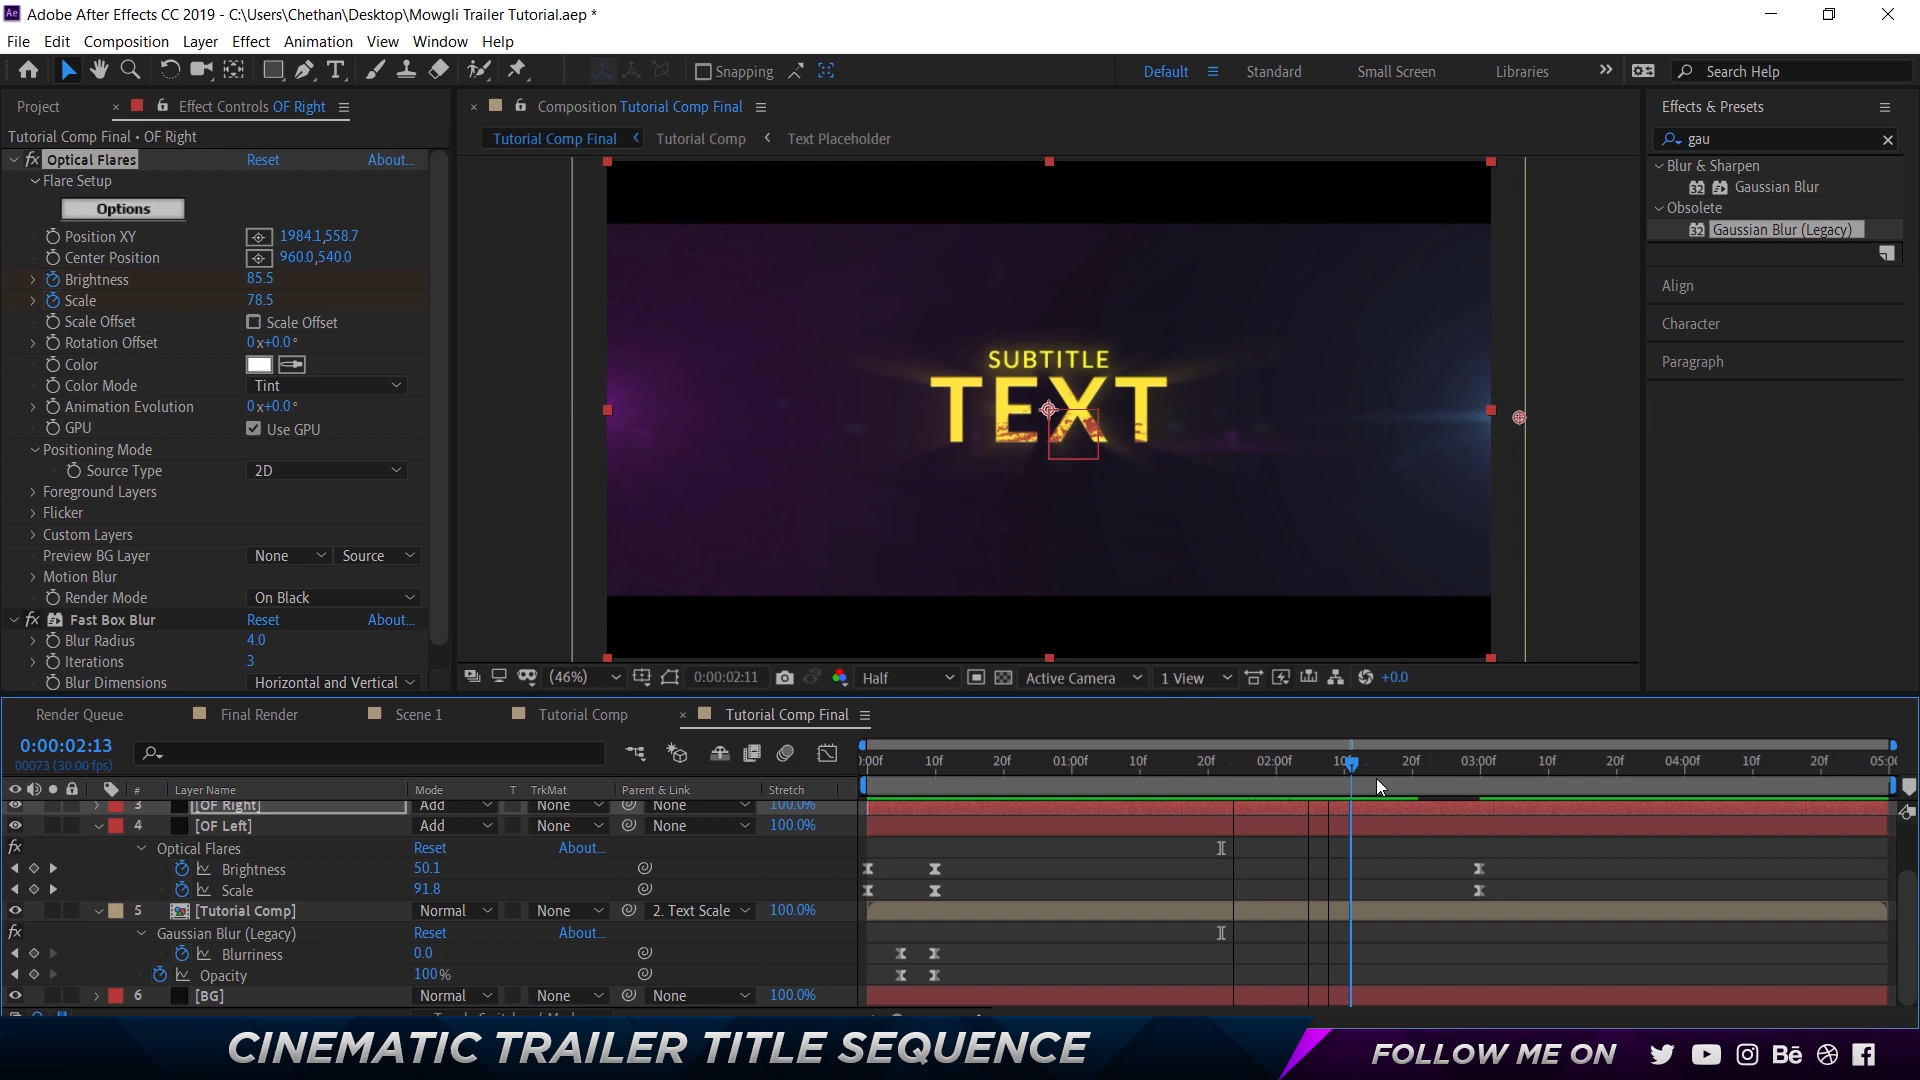 Adobe After Effects CC 2019 - C:\Users\Chethan\Desktop\Mowgli Trailer Tutorial.aep *
File Edit Composition Layer Effect Animation View Window Help
Snapping
Default Standard Small Screen Libraries Search Help
Project Effect Controls OF Right
Tutorial Comp Final • OF Right
fx Optical Flares Reset About...
Flare Setup
Options
Position XY 1984.1,558.7
Center Position 960.0,540.0
Brightness 85.5
Scale 78.5
Scale Offset Scale Offset
Rotation Offset 0x+0.0°
Color
Color Mode Tint
Animation Evolution 0x+0.0°
GPU Use GPU
Positioning Mode
Source Type 2D
Foreground Layers
Flicker
Custom Layers
Preview BG Layer None Source
Motion Blur
Render Mode On Black
fx Fast Box Blur Reset About...
Blur Radius 4.0
Iterations 3
Blur Dimensions Horizontal and Vertical
Composition Tutorial Comp Final
Tutorial Comp Final Tutorial Comp Text Placeholder
SUBTITLE
TEXT
(46%) 0:00:02:11 Half Active Camera 1 View +0.0
Effects & Presets
gau
Blur & Sharpen
32 Gaussian Blur
Obsolete
32 Gaussian Blur (Legacy)
Align
Character
Paragraph
Render Queue Final Render Scene 1 Tutorial Comp Tutorial Comp Final
0:00:02:13
00073 (30.00 fps)
10f 20f 01:00f 10f 20f 02:00f 20f 03:00f 10f 20f 04:00f 10f 20f
# Layer Name Mode T TrkMat Parent & Link Stretch
3 [OF Right] Add None None 100.0%
4 [OF Left] Add None None 100.0%
fx Optical Flares Reset About...
Brightness 50.1
Scale 91.8
5 [Tutorial Comp] Normal None 2. Text Scale 100.0%
fx Gaussian Blur (Legacy) Reset About...
Blurriness 0.0
Opacity 100%
6 [BG] Normal None None 100.0%
CINEMATIC TRAILER TITLE SEQUENCE FOLLOW ME ON